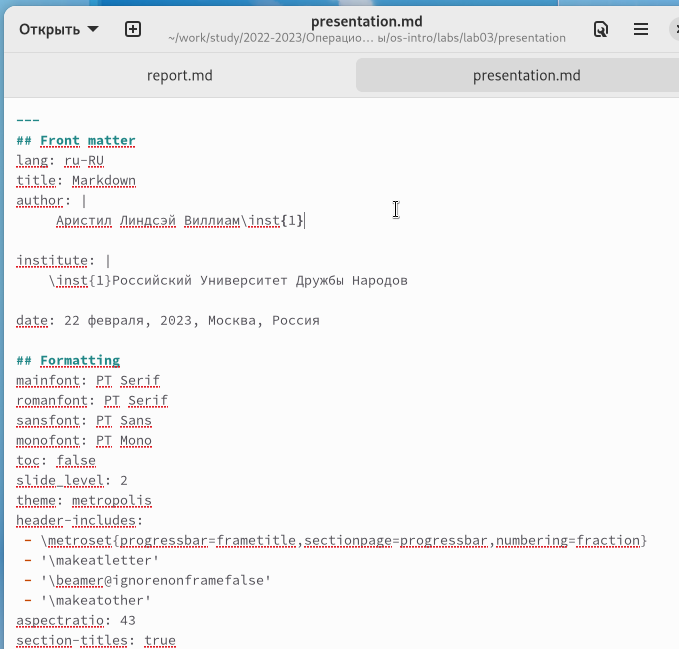 Открыть
presentation.md
~/work/study/2022-2023/Операцио… ы/os-intro/labs/lab03/presentation
report.md
presentation.md
---
## Front matter
lang: ru-RU
title: Markdown
author: |
Аристил Линдсэй Виллиам\inst{1}
institute: |
\inst{1}Российский Университет Дружбы Народов
date: 22 февраля, 2023, Москва, Россия
## Formatting
mainfont: PT Serif
romanfont: PT Serif
sansfont: PT Sans
monofont: PT Mono
toc: false
slide_level: 2
theme: metropolis
header-includes:
- \metroset{progressbar=frametitle,sectionpage=progressbar,numbering=fraction}
- '\makeatletter'
- '\beamer@ignorenonframefalse'
- '\makeatother'
aspectratio: 43
section-titles: true